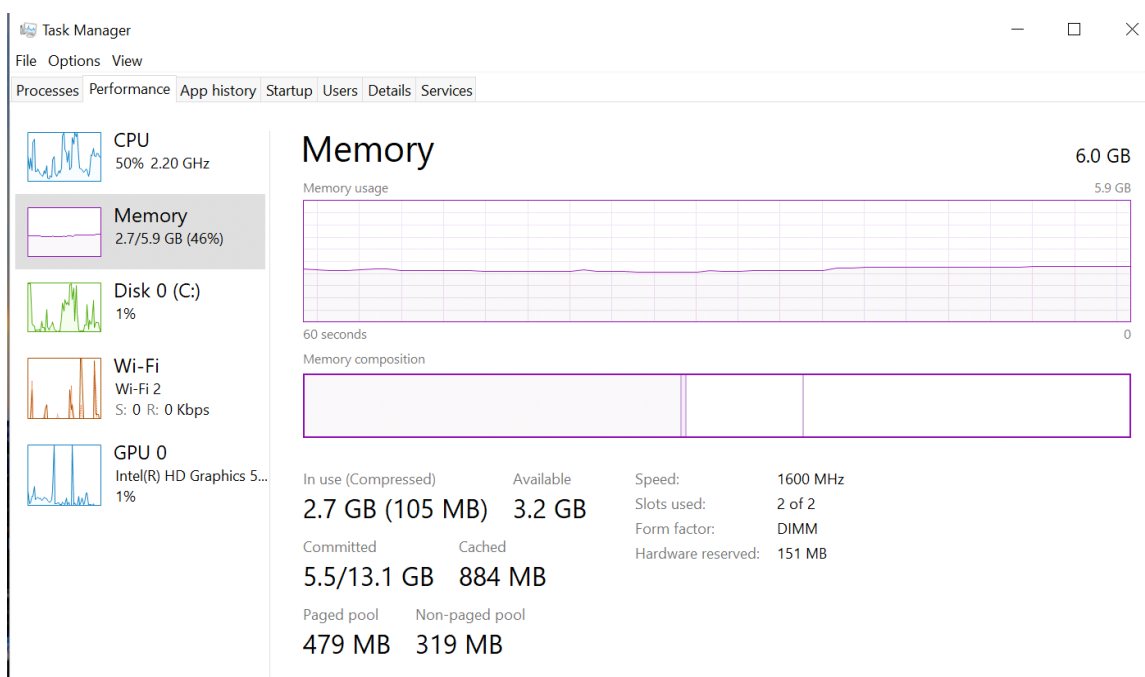 Task Manager
File Options View
Processes Performance App history Startup Users Details Services
CPU
50% 2.20 GHz
Memory
2.7/5.9 GB (46%)
Disk 0 (C:)
1%
Wi-Fi
Wi-Fi 2
S: 0 R: 0 Kbps
GPU 0
Intel(R) HD Graphics 5...
1%
Memory 6.0 GB
Memory usage 5.9 GB
60 seconds 0
Memory composition
In use (Compressed) Available
2.7 GB (105 MB) 3.2 GB
Committed Cached
5.5/13.1 GB 884 MB
Paged pool Non-paged pool
479 MB 319 MB
Speed: 1600 MHz
Slots used: 2 of 2
Form factor: DIMM
Hardware reserved: 151 MB